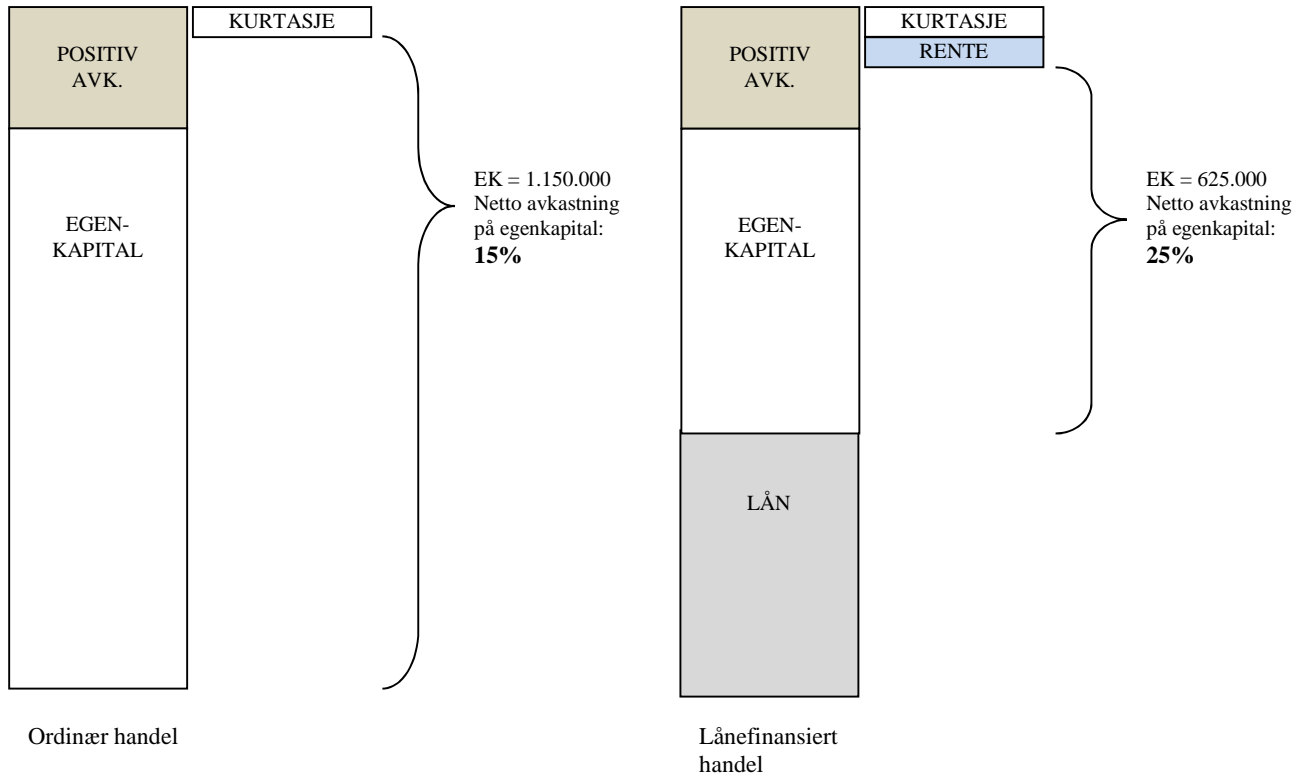 KURTASJE
POSITIV
AVK.
EGEN-
KAPITAL
EK = 1.150.000
Netto avkastning
på egenkapital:
15%
Ordinær handel
KURTASJE
RENTE
POSITIV
AVK.
EGEN-
KAPITAL
LÅN
EK = 625.000
Netto avkastning
på egenkapital:
25%
Lånefinansiert
handel